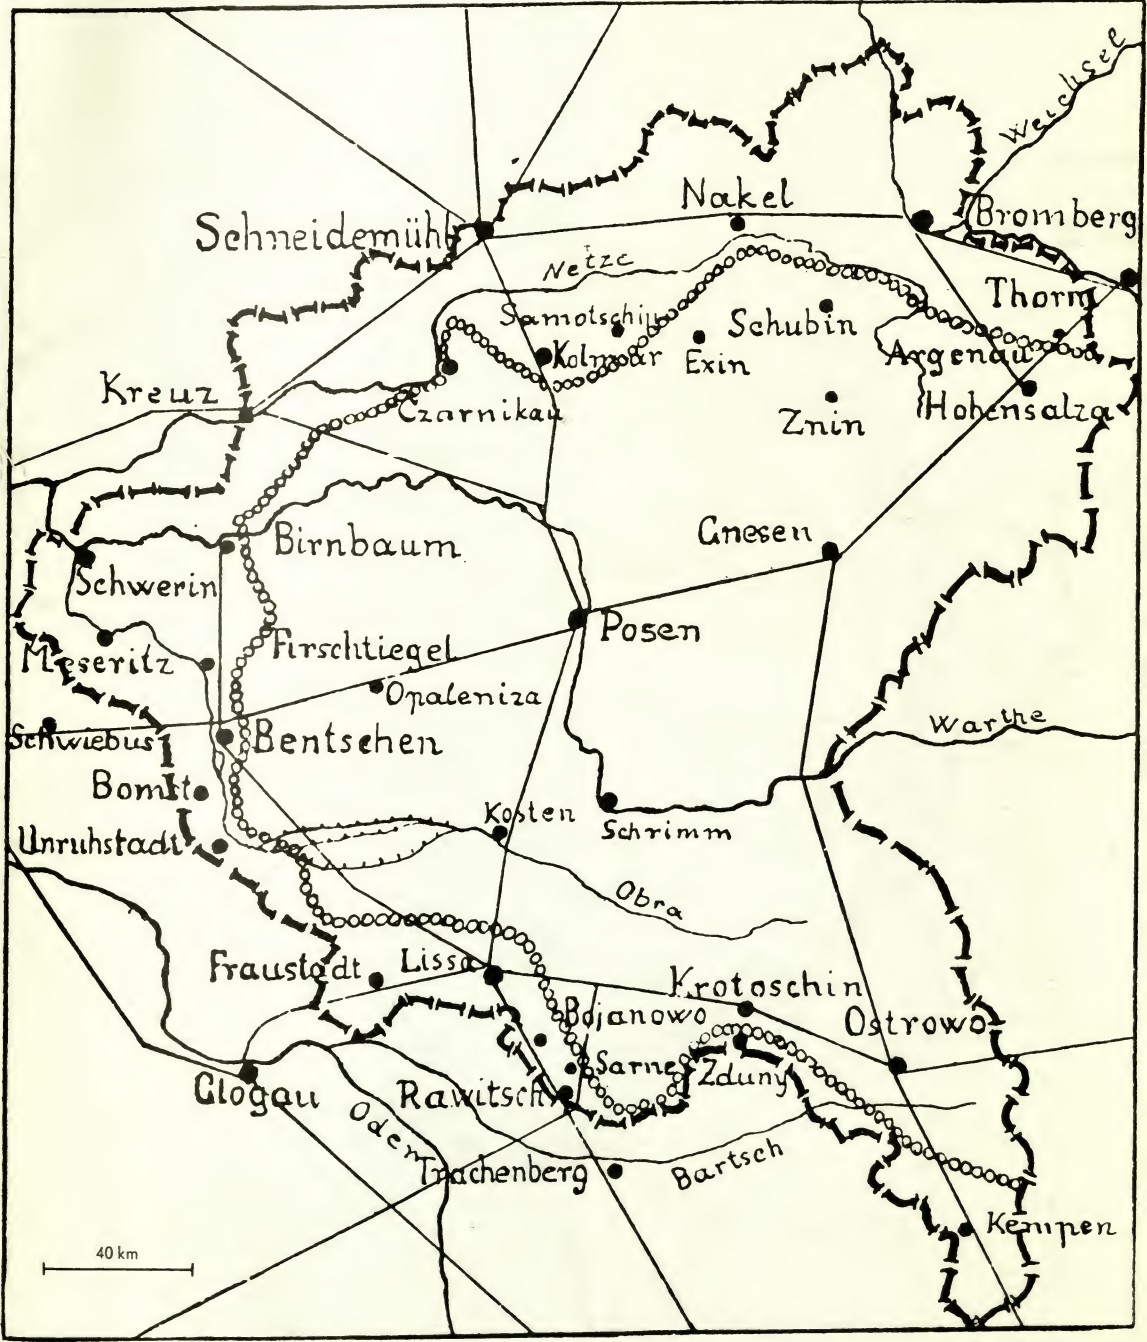 Weichsel
Nakel
Bromberg
Schneidemühl
Netze
Thorn
Samotschin
Schubin
Kolmar
Exin
Argenau
Kreuz
Czarnikau
Znin
Hohensalza
Birnbaum
Gnesen
Schwerin
Posen
Meseritz
Tirschtiegel
Opaleniza
Warthe
Schwiebus
Bentschen
Bomst
Kosten
Schrimm
Unruhstadt
Obra
Fraustadt
Lissa
Krotoschin
Bojanowo
Ostrowo
Sarne
Zduny
Glogau
Rawitsch
Oder
Trachenberg
Bartsch
Kempen
40 km